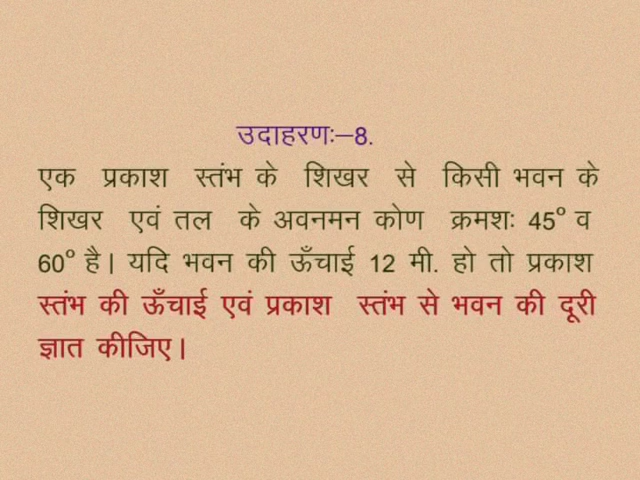 उदाहरणः–8.
एक प्रकाश स्तंभ के शिखर से किसी भवन के
शिखर एवं तल के अवनमन कोण क्रमशः 45° व
60° है। यदि भवन की ऊँचाई 12 मी. हो तो प्रकाश
स्तंभ की ऊँचाई एवं प्रकाश स्तंभ से भवन की दूरी
ज्ञात कीजिए।